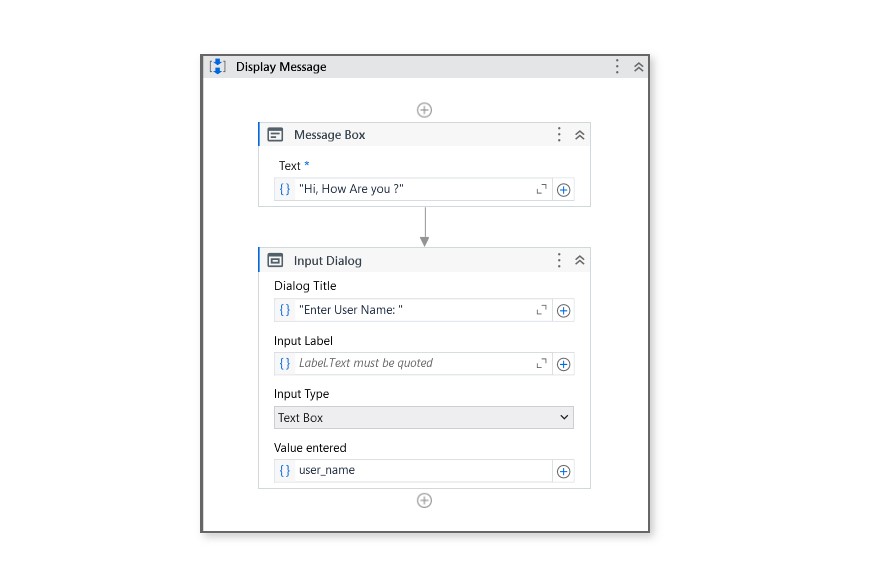 Display Message
Message Box
Text *
"Hi, How Are you ?"
Input Dialog
Dialog Title
"Enter User Name: "
Input Label
Label.Text must be quoted
Input Type
Text Box
Value entered
user_name